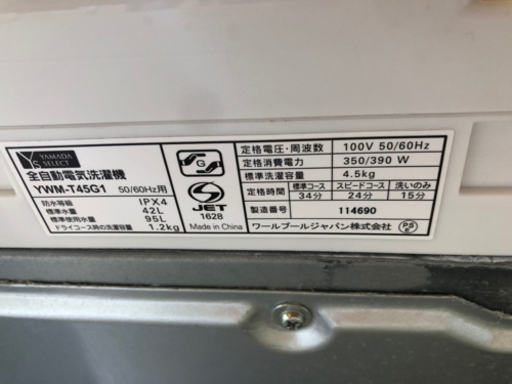 YS YAMADA SELECT
全自動電気洗濯機
YWM-T45G1 50/60Hz用
防水等級 IPX4
標準水量 42L
標準使用水量 95L
ドライコース時の洗濯容量 1.2kg
G
JET
1628
Made in China
定格電圧・周波数 100V 50/60Hz
定格消費電力 350/390 W
標準洗濯容量 4.5kg
定格時間 標準コース スピードコース 洗いのみ
34分 24分 15分
製造番号 114690
ワールプールジャパン株式会社
PS E